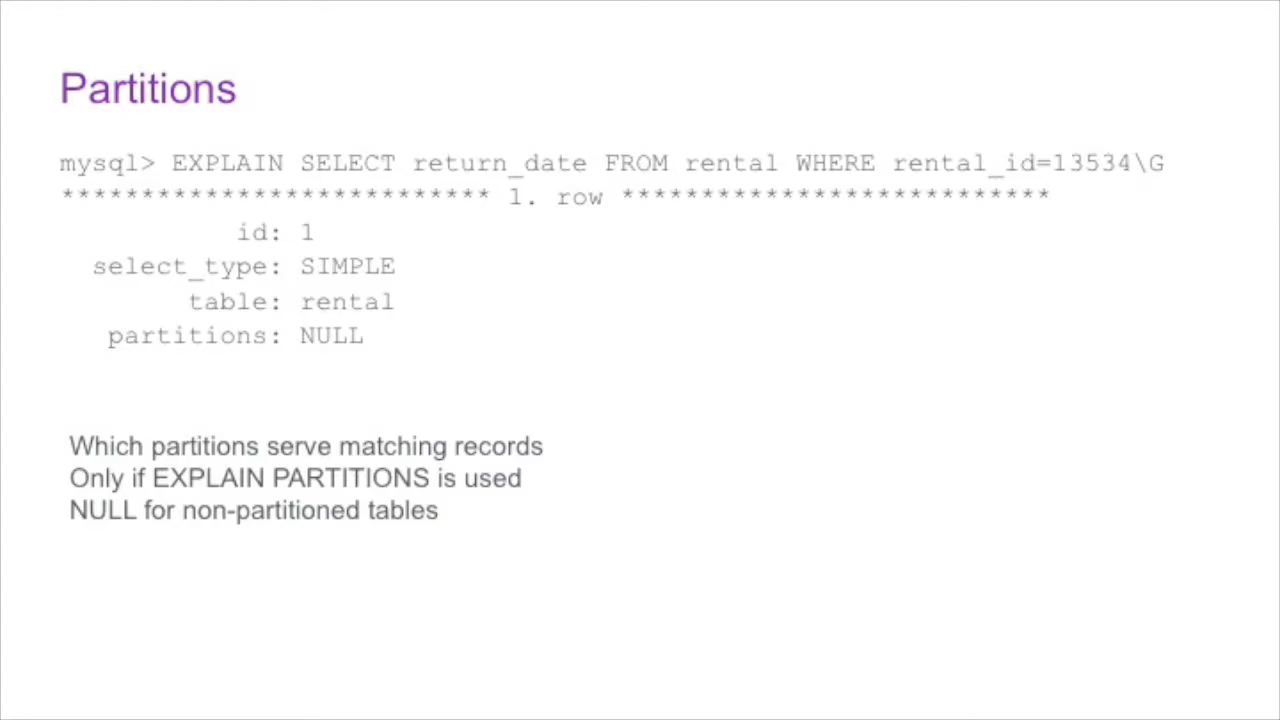 Partitions
mysql> EXPLAIN SELECT return_date FROM rental WHERE rental_id=13534\G
*************************** 1. row ***************************
id: 1
select_type: SIMPLE
table: rental
partitions: NULL
Which partitions serve matching records
Only if EXPLAIN PARTITIONS is used
NULL for non-partitioned tables